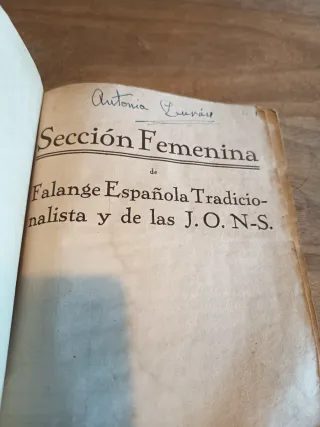 Antonia
Sección Femenina
de
Falange Española Tradicio-
nalista y de las J. O. N-S.